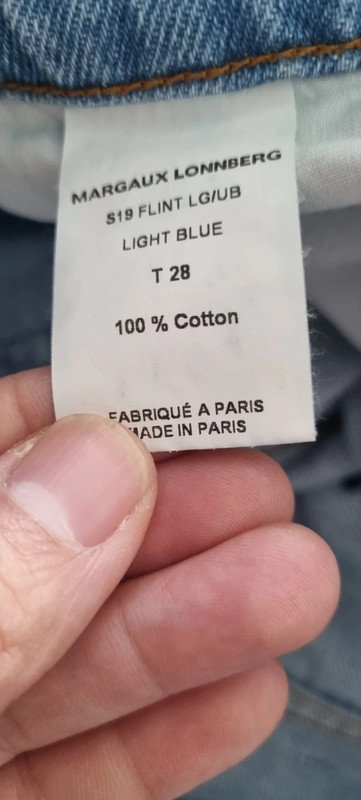 MARGAUX LONNBERG
S19 FLINT LG/UB
LIGHT BLUE
T 28
100 % Cotton
FABRIQUÉ A PARIS
MADE IN PARIS